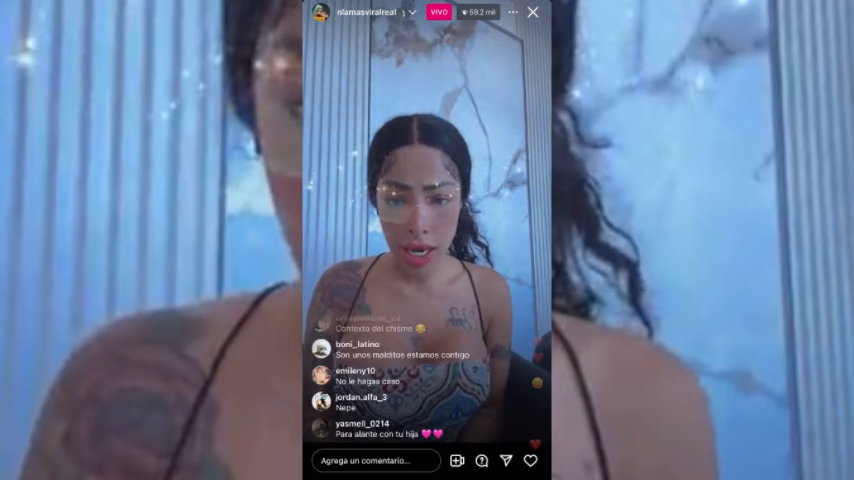 nlamasviralreal y
VIVO
59.2 mil
Contexto del chisme 😂
boni_latino
Son unos malditos estamos contigo
emileny10
No le hagas caso
jordan.alfa_3
Nepe
yasmell_0214
Para alante con tu hija 💖💖
Agrega un comentario...